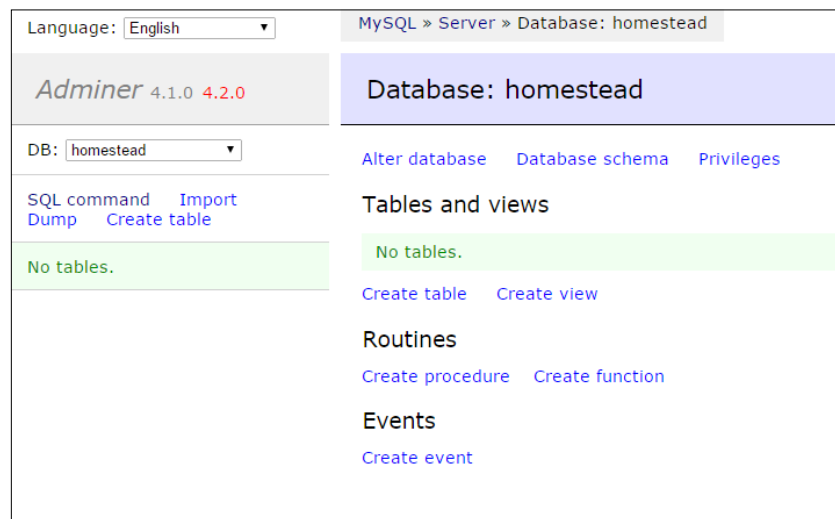 Language: English
Adminer 4.1.0 4.2.0
DB: homestead
SQL command Import
Dump Create table
No tables.
MySQL » Server » Database: homestead
Database: homestead
Alter database Database schema Privileges
Tables and views
No tables.
Create table Create view
Routines
Create procedure Create function
Events
Create event